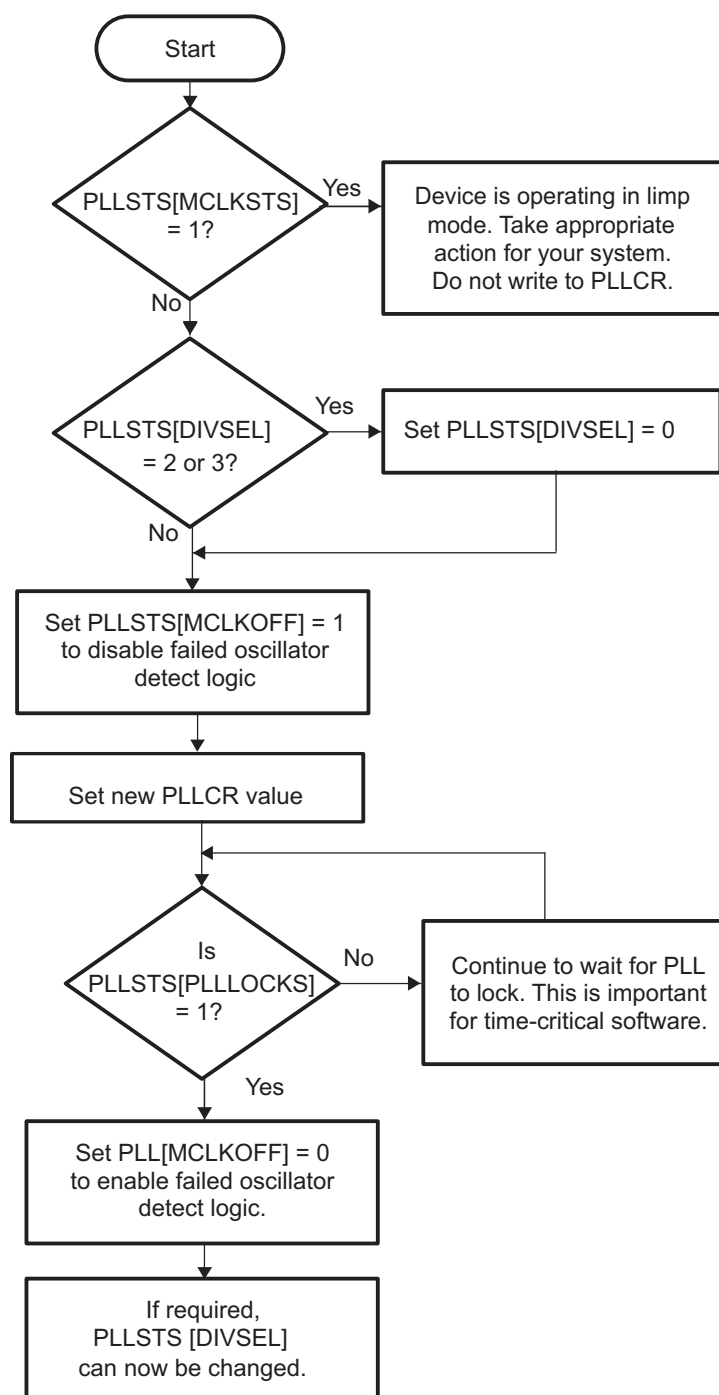 Start
PLLSTS[MCLKSTS]
= 1?
Yes
Device is operating in limp
mode. Take appropriate
action for your system.
Do not write to PLLCR.
No
PLLSTS[DIVSEL]
= 2 or 3?
Yes
Set PLLSTS[DIVSEL] = 0
No
Set PLLSTS[MCLKOFF] = 1
to disable failed oscillator
detect logic
Set new PLLCR value
Is
PLLSTS[PLLLOCKS]
= 1?
No
Continue to wait for PLL
to lock. This is important
for time-critical software.
Yes
Set PLL[MCLKOFF] = 0
to enable failed oscillator
detect logic.
If required,
PLLSTS [DIVSEL]
can now be changed.